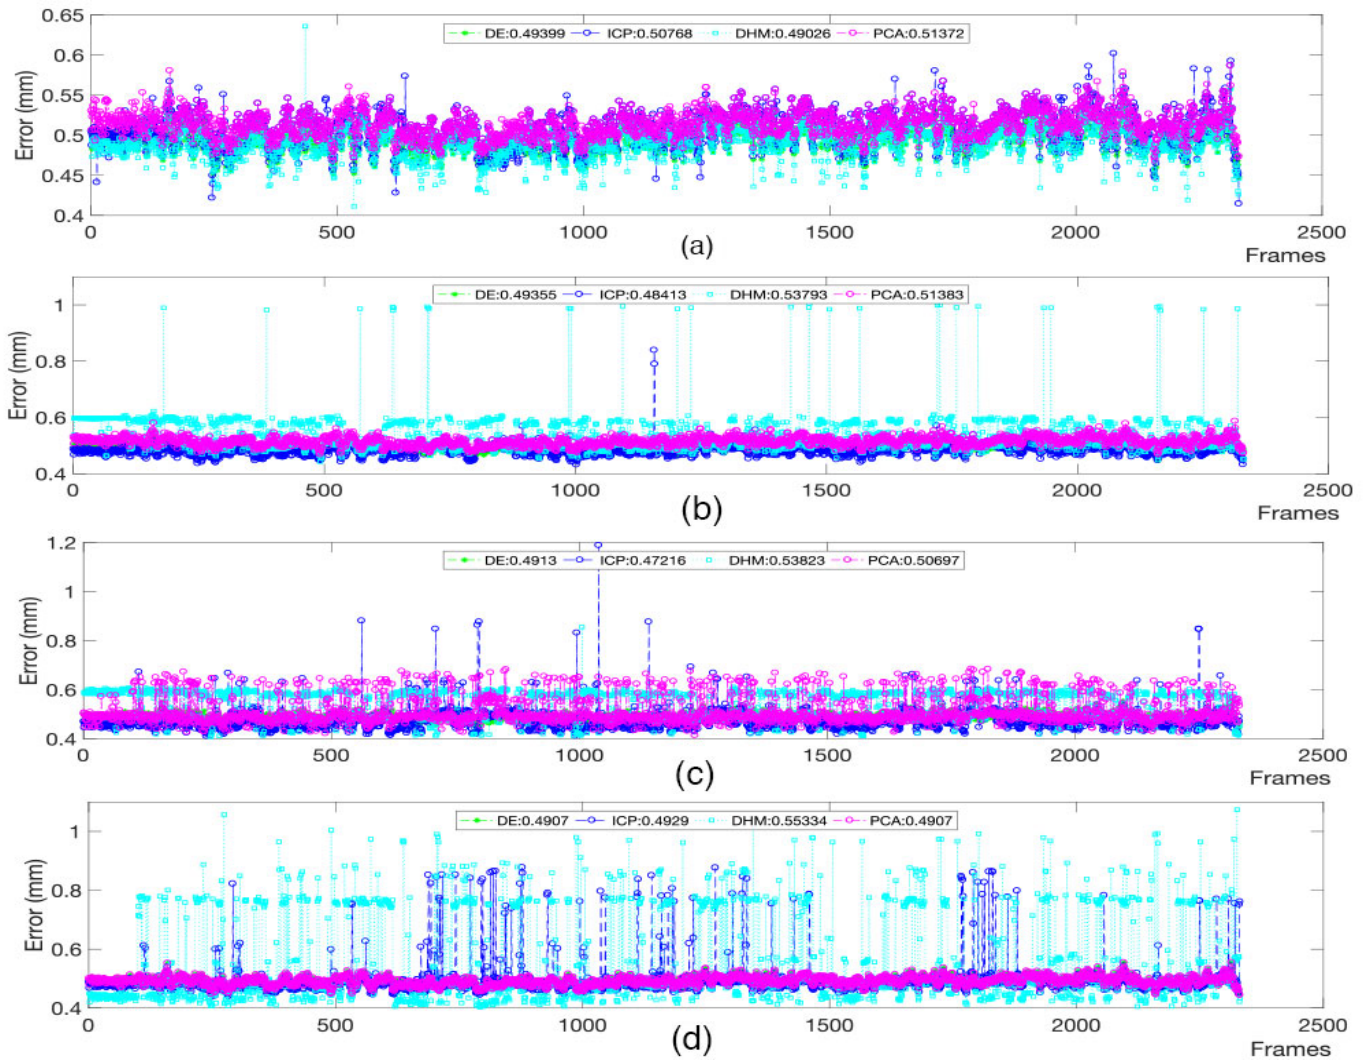 0.65
DE:0.49399 ICP:0.50768 DHM:0.49026 PCA:0.51372
0.6
0.55
0.5
0.45
0.4
Error (mm)
0 500 1000 1500 2000 2500
(a)
Frames
1
DE:0.49355 ICP:0.48413 DHM:0.53793 PCA:0.51383
0.8
0.6
0.4
Error (mm)
0 500 1000 1500 2000 2500
(b)
Frames
1.2
DE:0.4913 ICP:0.47216 DHM:0.53823 PCA:0.50697
1
0.8
0.6
0.4
Error (mm)
0 500 1000 1500 2000 2500
(c)
Frames
DE:0.4907 ICP:0.4929 DHM:0.55334 PCA:0.4907
1
0.8
0.6
0.4
Error (mm)
0 500 1000 1500 2000 2500
(d)
Frames